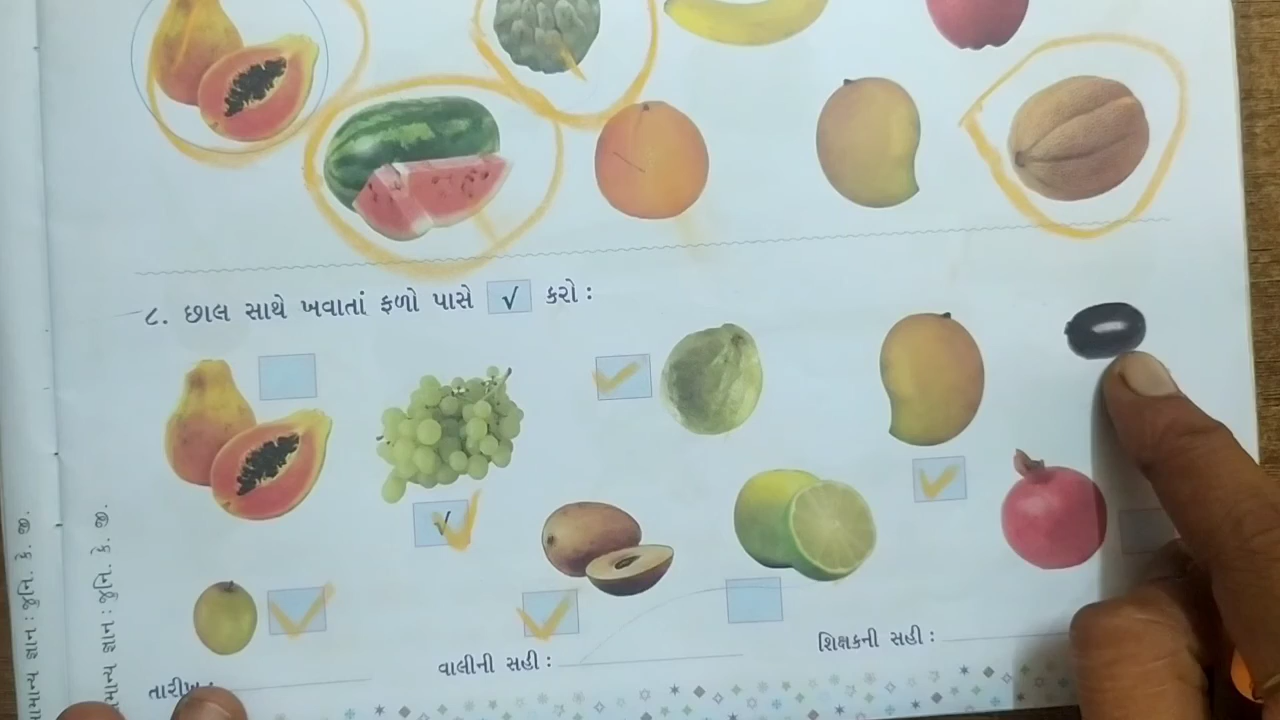 ૮. છાલ સાથે ખવાતાં ફળો પાસે √ કરો :
વાલીની સહી :
શિક્ષકની સહી :
સામાન્ય જ્ઞાન : જુનિ. કે. જી.